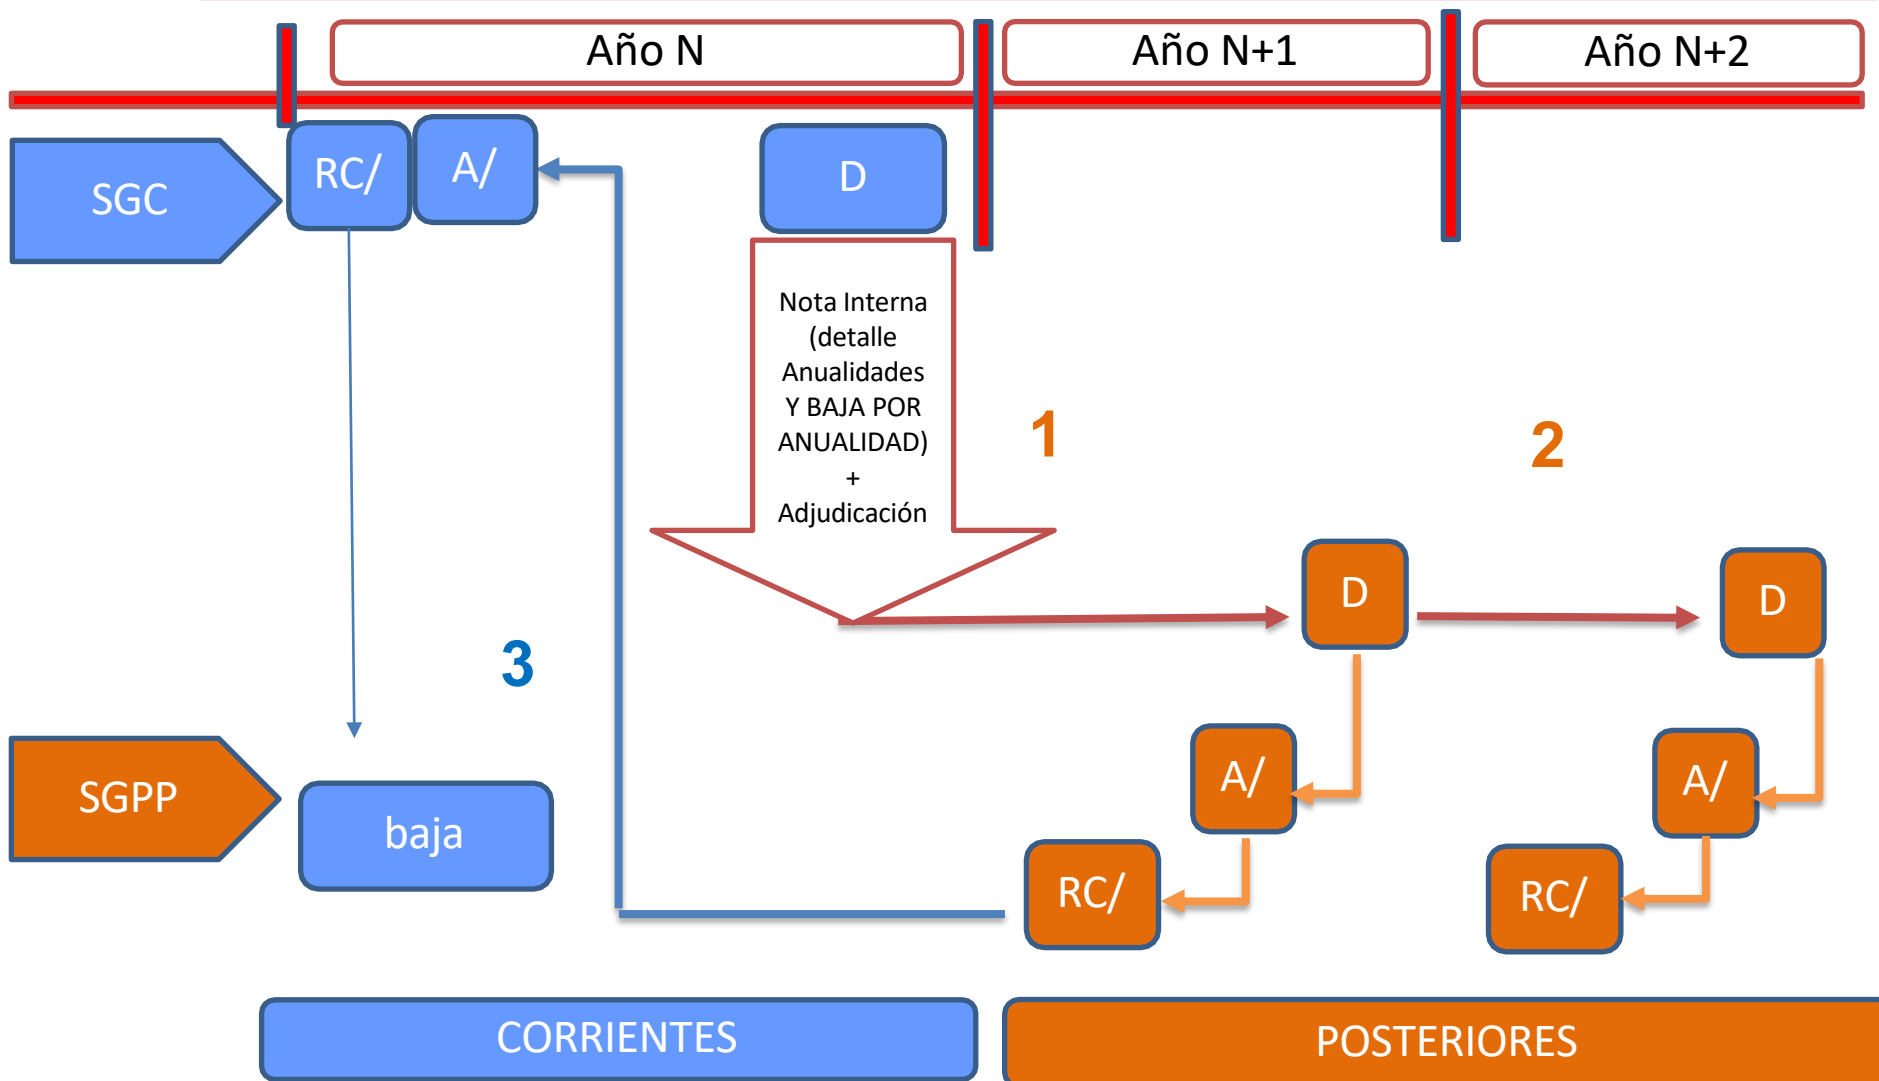 Año N
Año N+1
Año N+2
SGC
RC/
A/
D
Nota Interna
(detalle
Anualidades
Y BAJA POR
ANUALIDAD)
+
Adjudicación
1
2
D
D
3
SGPP
baja
A/
A/
RC/
RC/
CORRIENTES
POSTERIORES